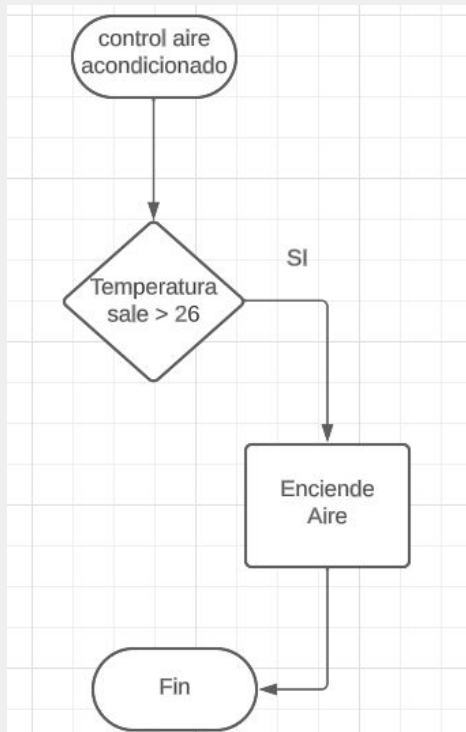 control aire
acondicionado
Temperatura
sale > 26
SI
Enciende
Aire
Fin